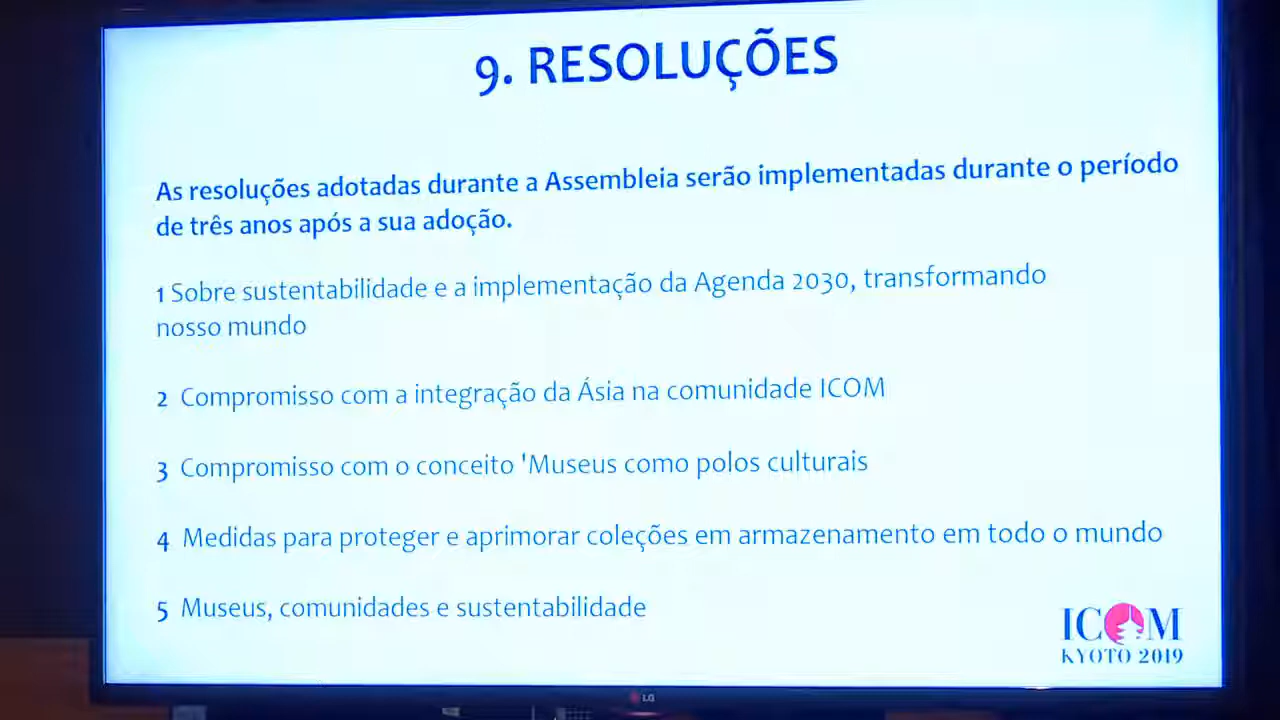 9. RESOLUÇÕES
As resoluções adotadas durante a Assembleia serão implementadas durante o período
de três anos após a sua adoção.
1 Sobre sustentabilidade e a implementação da Agenda 2030, transformando
nosso mundo
2 Compromisso com a integração da Ásia na comunidade ICOM
3 Compromisso com o conceito 'Museus como polos culturais
4 Medidas para proteger e aprimorar coleções em armazenamento em todo o mundo
5 Museus, comunidades e sustentabilidade
ICOM
KYOTO 2019
LG